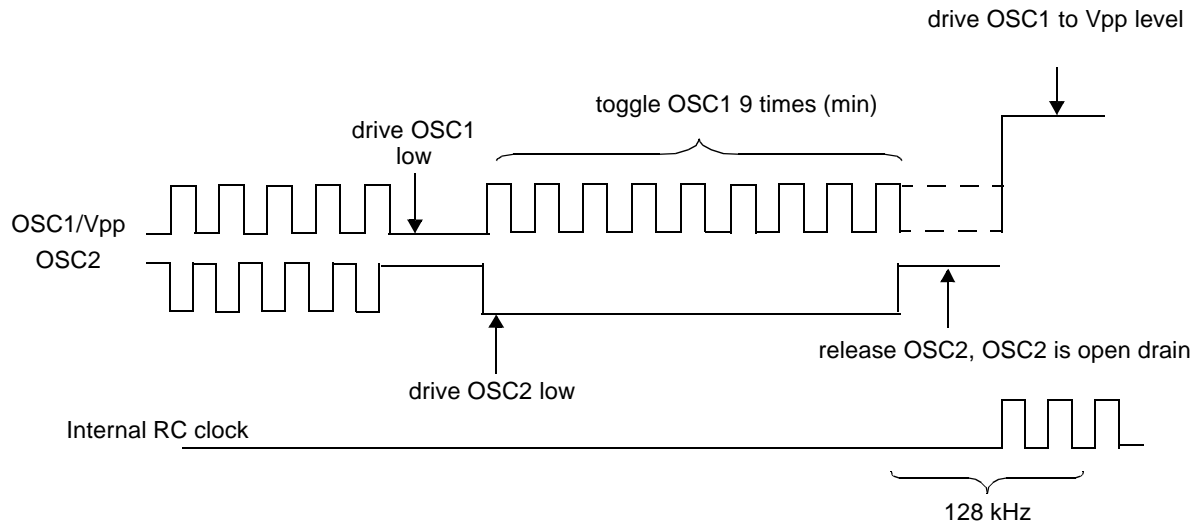 drive OSC1 to Vpp level
toggle OSC1 9 times (min)
drive OSC1
low
OSC1/Vpp
OSC2
release OSC2, OSC2 is open drain
drive OSC2 low
Internal RC clock
128 kHz